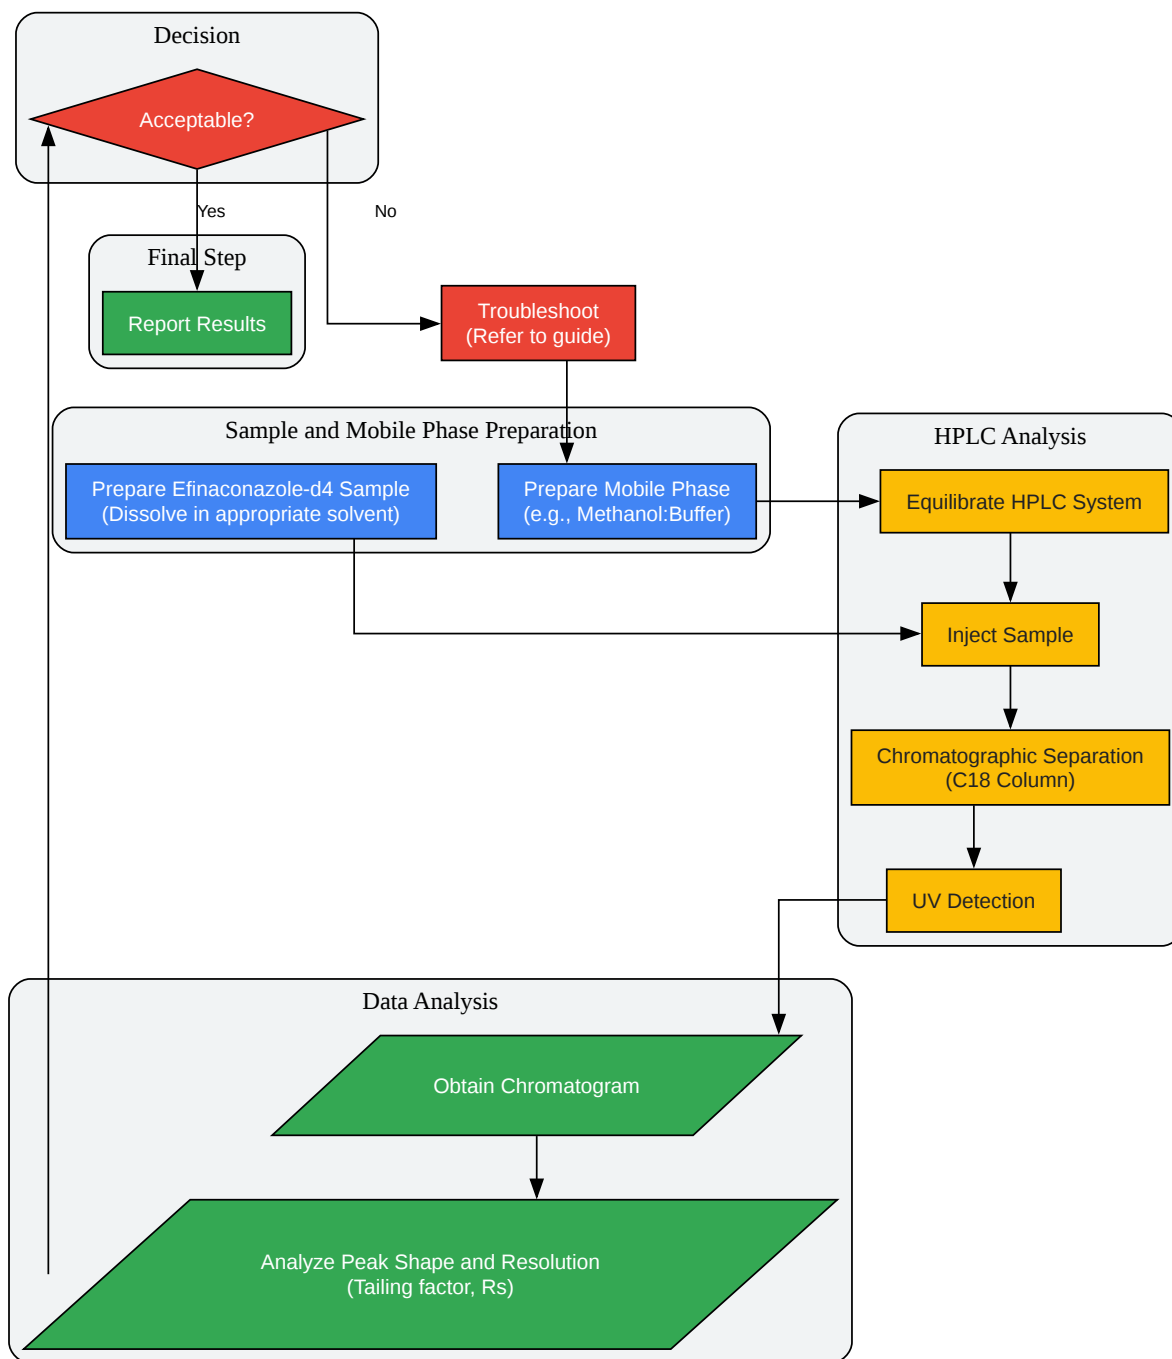 Decision
Acceptable?
Yes
No
Final Step
Report Results
Troubleshoot
(Refer to guide)
Sample and Mobile Phase Preparation
Prepare Efinaconazole-d4 Sample
(Dissolve in appropriate solvent)
Prepare Mobile Phase
(e.g., Methanol:Buffer)
HPLC Analysis
Equilibrate HPLC System
Inject Sample
Chromatographic Separation
(C18 Column)
UV Detection
Data Analysis
Obtain Chromatogram
Analyze Peak Shape and Resolution
(Tailing factor, Rs)